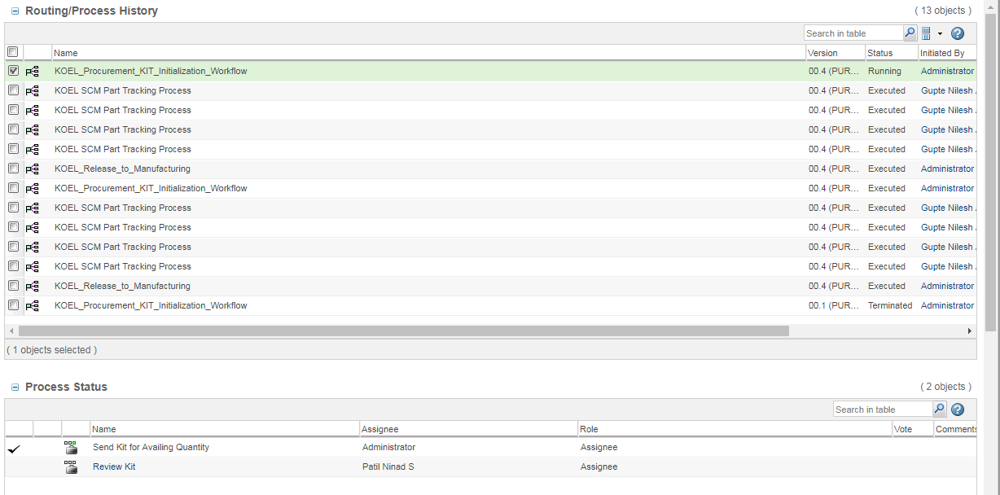 Routing/Process History ( 13 objects )
Search in table
Name Version Status Initiated By
KOEL_Procurement_KIT_Initialization_Workflow 00.4 (PUR... Running Administrator
KOEL SCM Part Tracking Process 00.4 (PUR... Executed Gupte Nilesh
KOEL SCM Part Tracking Process 00.4 (PUR... Executed Gupte Nilesh
KOEL SCM Part Tracking Process 00.4 (PUR... Executed Gupte Nilesh
KOEL SCM Part Tracking Process 00.4 (PUR... Executed Gupte Nilesh
KOEL_Release_to_Manufacturing 00.4 (PUR... Executed Administrator
KOEL_Procurement_KIT_Initialization_Workflow 00.4 (PUR... Executed Administrator
KOEL SCM Part Tracking Process 00.4 (PUR... Executed Gupte Nilesh
KOEL SCM Part Tracking Process 00.4 (PUR... Executed Gupte Nilesh
KOEL SCM Part Tracking Process 00.4 (PUR... Executed Gupte Nilesh
KOEL SCM Part Tracking Process 00.4 (PUR... Executed Gupte Nilesh
KOEL_Release_to_Manufacturing 00.4 (PUR... Executed Administrator
KOEL_Procurement_KIT_Initialization_Workflow 00.1 (PUR... Terminated Administrator
( 1 objects selected )
Process Status ( 2 objects )
Search in table
Name Assignee Role Vote Comments
Send Kit for Availing Quantity Administrator Assignee
Review Kit Patil Ninad S Assignee